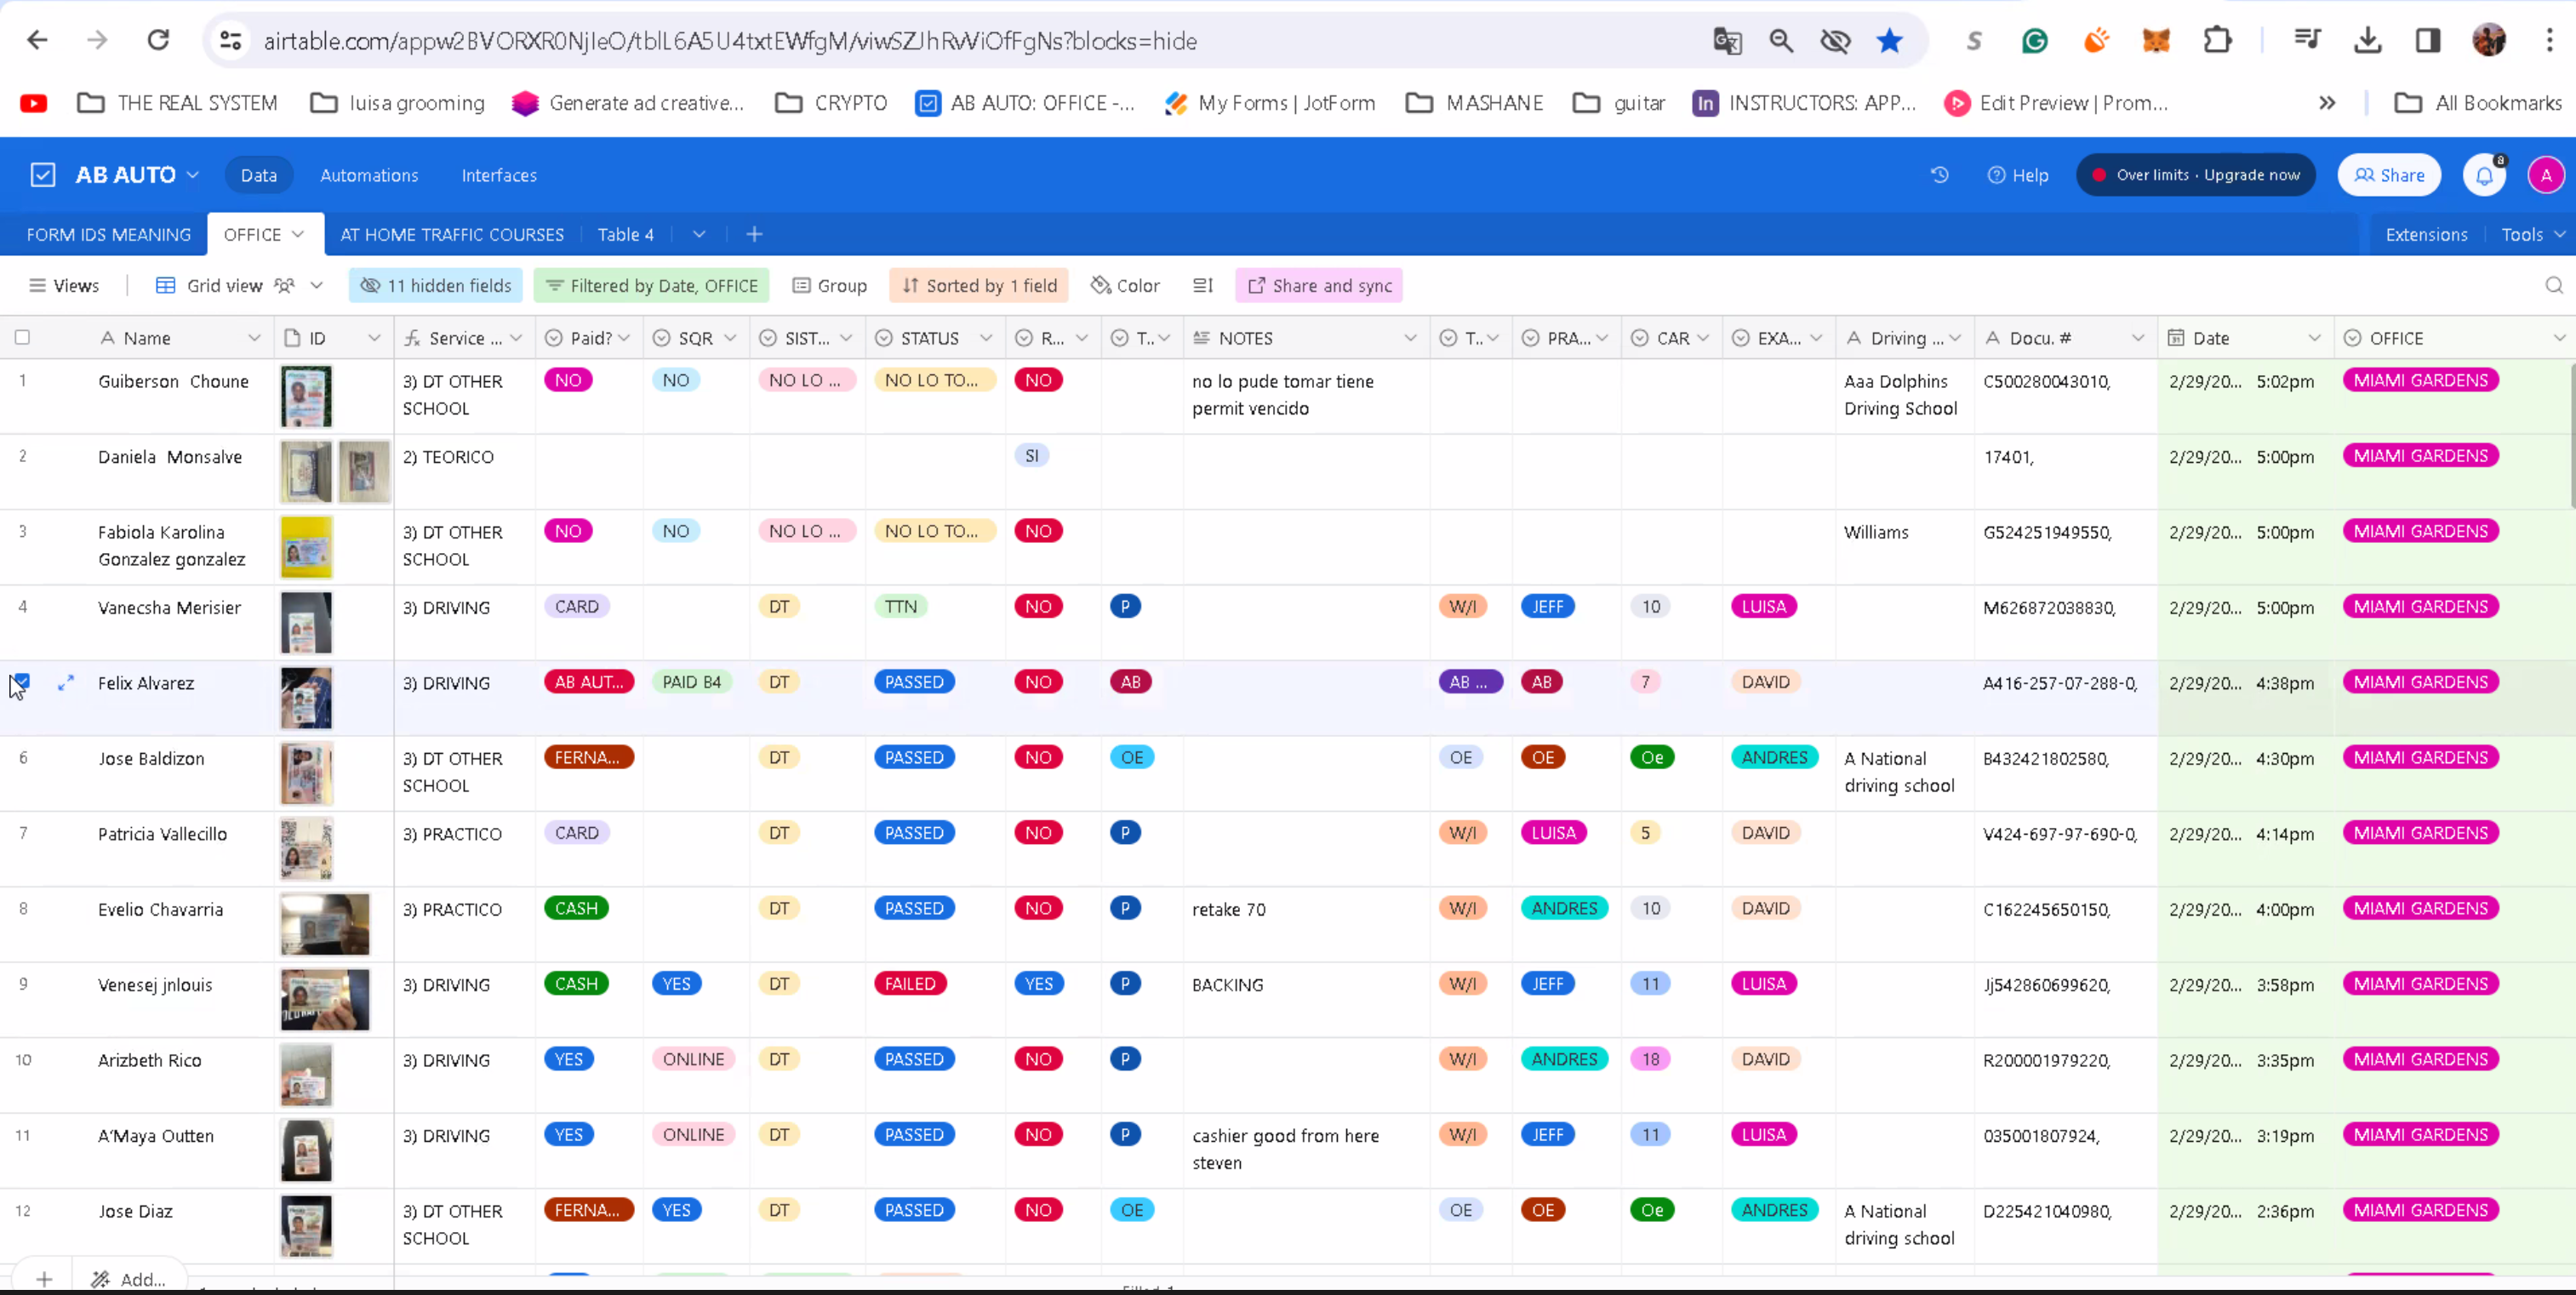 airtable.com/appw2BVORXR0NjIeO/tblL6A5U4txtEWfgM/viwSZJhRvViOfFgNs?blocks=hide
THE REAL SYSTEM luisa grooming Generate ad creative... CRYPTO AB AUTO: OFFICE -... My Forms | JotForm MASHANE guitar In INSTRUCTORS: APP... Edit Preview | Prom... » All Bookmarks
AB AUTO Data Automations Interfaces Help Over limits · Upgrade now Share A
FORM IDS MEANING OFFICE AT HOME TRAFFIC COURSES Table 4 + Extensions Tools
Views Grid view 11 hidden fields Filtered by Date, OFFICE Group Sorted by 1 field Color Share and sync
Name ID Service ... Paid? SQR SIST... STATUS R... T.. NOTES T.. PRA... CAR EXA... Driving ... Docu. # Date OFFICE
1 Guiberson Choune 3) DT OTHER NO NO NO LO ... NO LO TO... NO no lo pude tomar tiene Aaa Dolphins C500280043010, 2/29/20... 5:02pm MIAMI GARDENS
SCHOOL permit vencido Driving School
2 Daniela Monsalve 2) TEORICO SI 17401, 2/29/20... 5:00pm MIAMI GARDENS
3 Fabiola Karolina 3) DT OTHER NO NO NO LO ... NO LO TO... NO Williams G524251949550, 2/29/20... 5:00pm MIAMI GARDENS
Gonzalez gonzalez SCHOOL
4 Vanecsha Merisier 3) DRIVING CARD DT TTN NO P W/I JEFF 10 LUISA M626872038830, 2/29/20... 5:00pm MIAMI GARDENS
Felix Alvarez 3) DRIVING AB AUT... PAID B4 DT PASSED NO AB AB ... AB 7 DAVID A416-257-07-288-0, 2/29/20... 4:38pm MIAMI GARDENS
6 Jose Baldizon 3) DT OTHER FERNA... DT PASSED NO OE OE OE Oe ANDRES A National B432421802580, 2/29/20... 4:30pm MIAMI GARDENS
SCHOOL driving school
7 Patricia Vallecillo 3) PRACTICO CARD DT PASSED NO P W/I LUISA 5 DAVID V424-697-97-690-0, 2/29/20... 4:14pm MIAMI GARDENS
8 Evelio Chavarria 3) PRACTICO CASH DT PASSED NO P retake 70 W/I ANDRES 10 DAVID C162245650150, 2/29/20... 4:00pm MIAMI GARDENS
9 Venesej jnlouis 3) DRIVING CASH YES DT FAILED YES P BACKING W/I JEFF 11 LUISA Jj542860699620, 2/29/20... 3:58pm MIAMI GARDENS
10 Arizbeth Rico 3) DRIVING YES ONLINE DT PASSED NO P W/I ANDRES 18 DAVID R200001979220, 2/29/20... 3:35pm MIAMI GARDENS
11 A'Maya Outten 3) DRIVING YES ONLINE DT PASSED NO P cashier good from here W/I JEFF 11 LUISA 035001807924, 2/29/20... 3:19pm MIAMI GARDENS
steven
12 Jose Diaz 3) DT OTHER FERNA... YES DT PASSED NO OE OE OE Oe ANDRES A National D225421040980, 2/29/20... 2:36pm MIAMI GARDENS
SCHOOL driving school
+ Add...